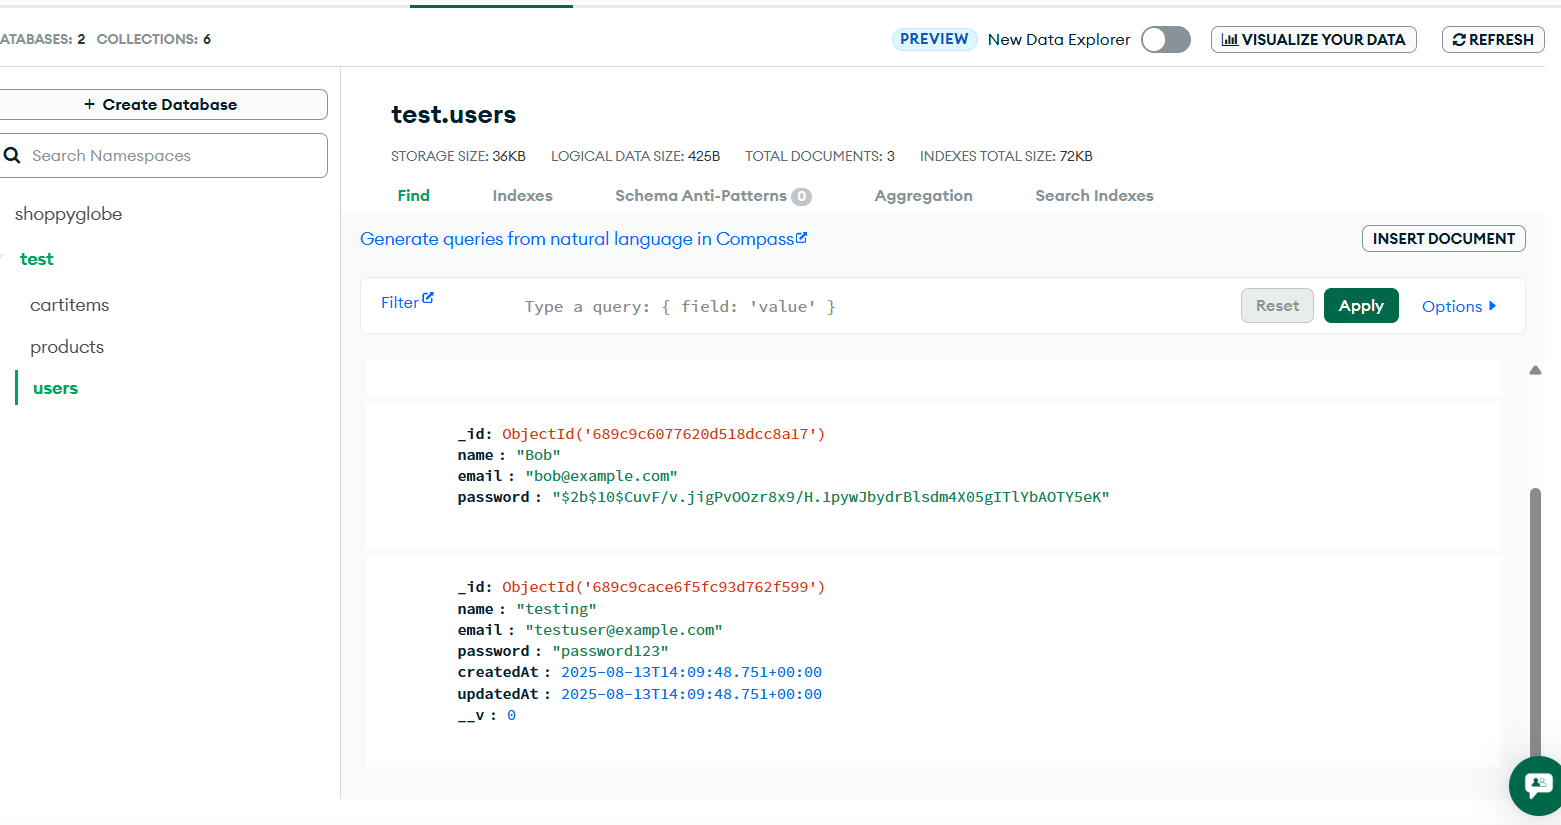 ATABASES: 2 COLLECTIONS: 6
PREVIEW New Data Explorer VISUALIZE YOUR DATA REFRESH
+ Create Database
Search Namespaces
shoppyglobe
test
cartitems
products
users
test.users
STORAGE SIZE: 36KB LOGICAL DATA SIZE: 425B TOTAL DOCUMENTS: 3 INDEXES TOTAL SIZE: 72KB
Find Indexes Schema Anti-Patterns 0 Aggregation Search Indexes
Generate queries from natural language in Compass
INSERT DOCUMENT
Filter Type a query: { field: 'value' } Reset Apply Options
_id: ObjectId('689c9c6077620d518dcc8a17')
name : "Bob"
email : "bob@example.com"
password : "$2b$10$CuvF/v.jigPvOOzr8x9/H.1pywJbydrBlsdm4X05gITlYbAOTY5eK"
_id: ObjectId('689c9cace6f5fc93d762f599')
name : "testing"
email : "testuser@example.com"
password : "password123"
createdAt : 2025-08-13T14:09:48.751+00:00
updatedAt : 2025-08-13T14:09:48.751+00:00
__v : 0